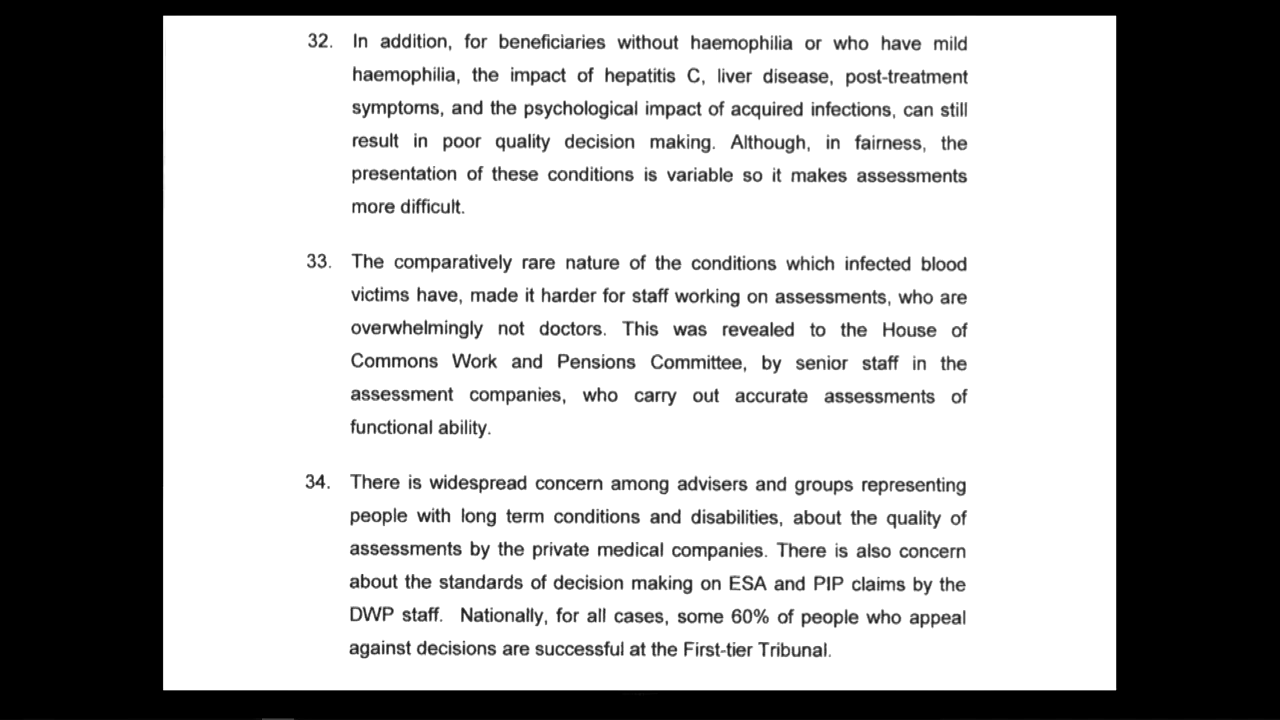 32. In addition, for beneficiaries without haemophilia or who have mild
haemophilia, the impact of hepatitis C, liver disease, post-treatment
symptoms, and the psychological impact of acquired infections, can still
result in poor quality decision making. Although, in fairness, the
presentation of these conditions is variable so it makes assessments
more difficult.
33. The comparatively rare nature of the conditions which infected blood
victims have, made it harder for staff working on assessments, who are
overwhelmingly not doctors. This was revealed to the House of
Commons Work and Pensions Committee, by senior staff in the
assessment companies, who carry out accurate assessments of
functional ability.
34. There is widespread concern among advisers and groups representing
people with long term conditions and disabilities, about the quality of
assessments by the private medical companies. There is also concern
about the standards of decision making on ESA and PIP claims by the
DWP staff. Nationally, for all cases, some 60% of people who appeal
against decisions are successful at the First-tier Tribunal.